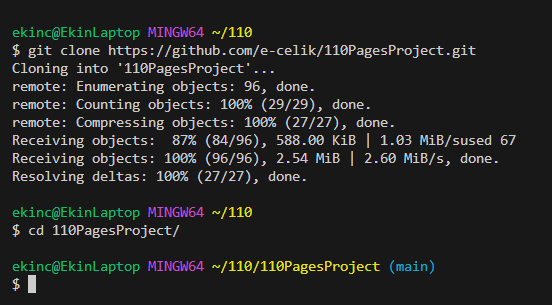 ekinc@EkinLaptop MINGW64 ~/110
$ git clone https://github.com/e-celik/110PagesProject.git
Cloning into '110PagesProject'...
remote: Enumerating objects: 96, done.
remote: Counting objects: 100% (29/29), done.
remote: Compressing objects: 100% (27/27), done.
Receiving objects:  87% (84/96), 588.00 KiB | 1.03 MiB/sused 67
Receiving objects: 100% (96/96), 2.54 MiB | 2.60 MiB/s, done.
Resolving deltas: 100% (27/27), done.
ekinc@EkinLaptop MINGW64 ~/110
$ cd 110PagesProject/
ekinc@EkinLaptop MINGW64 ~/110/110PagesProject (main)
$